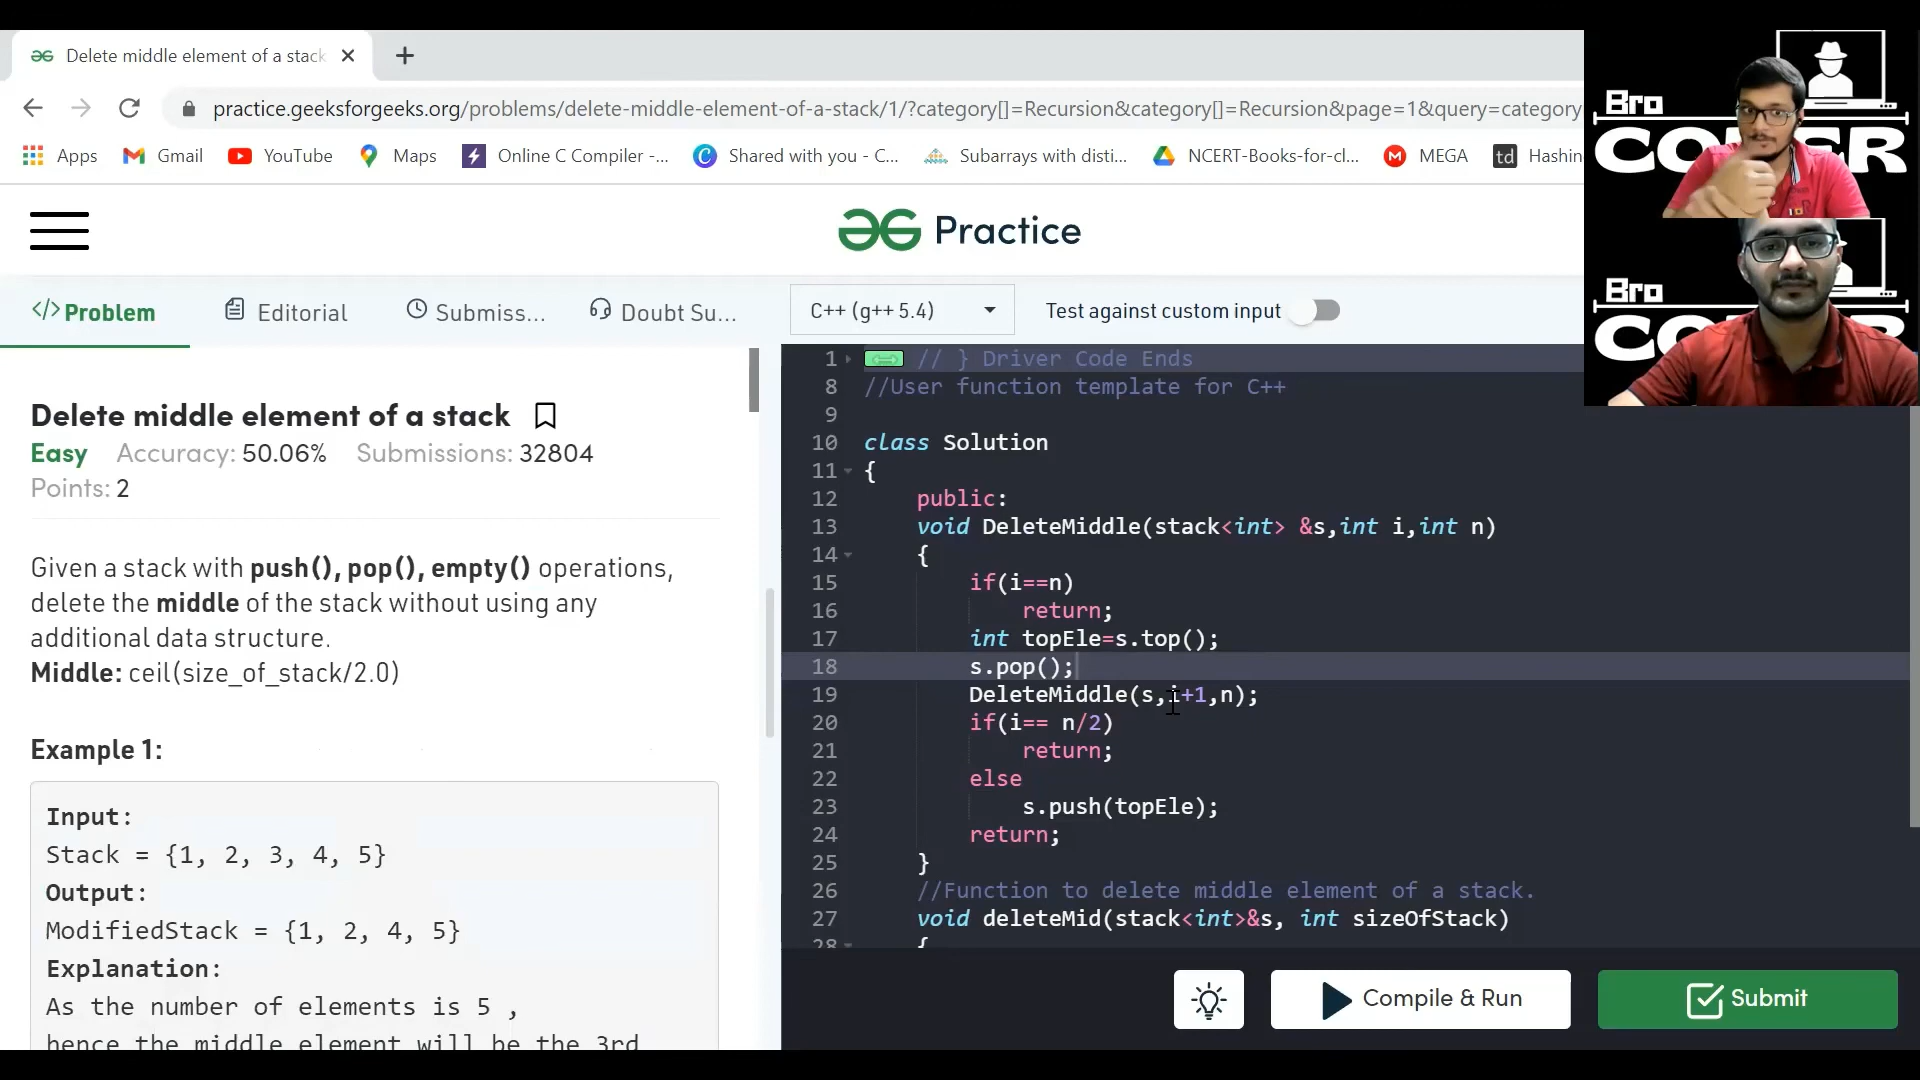 Delete middle element of a stack
practice.geeksforgeeks.org/problems/delete-middle-element-of-a-stack/1/?category[]=Recursion&category[]=Recursion&page=1&query=category
Apps Gmail YouTube Maps Online C Compiler -... Shared with you - C... Subarrays with disti... NCERT-Books-for-cl... MEGA td Hashin
Bro
Bro
Practice
</> Problem Editorial Submiss... Doubt Su... C++ (g++ 5.4) Test against custom input
Delete middle element of a stack
Easy Accuracy: 50.06% Submissions: 32804
Points: 2
Given a stack with push(), pop(), empty() operations,
delete the middle of the stack without using any
additional data structure.
Middle: ceil(size_of_stack/2.0)
Example 1:
Input:
Stack = {1, 2, 3, 4, 5}
Output:
ModifiedStack = {1, 2, 4, 5}
Explanation:
As the number of elements is 5 ,
hence the middle element will be the 3rd
1 // } Driver Code Ends
8 //User function template for C++
9
10 class Solution
11 {
12 public:
13 void DeleteMiddle(stack<int> &s,int i,int n)
14 {
15 if(i==n)
16 return;
17 int topEle=s.top();
18 s.pop();
19 DeleteMiddle(s,i+1,n);
20 if(i== n/2)
21 return;
22 else
23 s.push(topEle);
24 return;
25 }
26 //Function to delete middle element of a stack.
27 void deleteMid(stack<int>&s, int sizeOfStack)
28 {
Compile & Run Submit